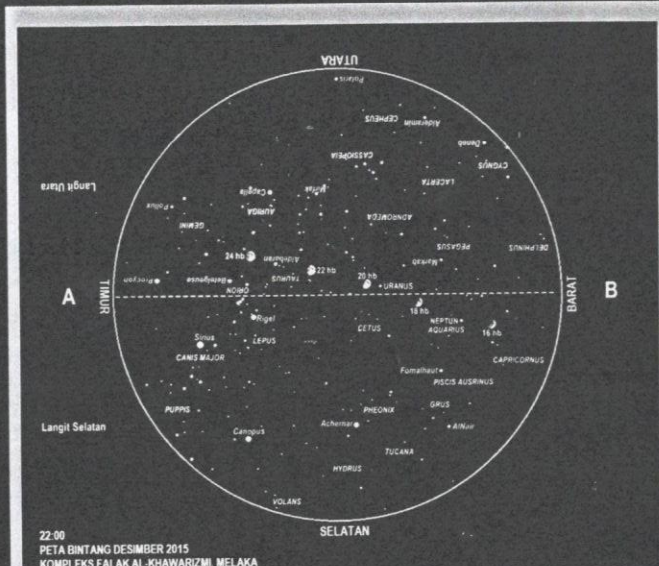 UTARA
Polaris
CEPHEUS
Alderamin
Deneb
CYGNUS
CASSIOPEIA
LACERTA
Langit Utara
Capella
Mirfak
AURIGA
Pollux
GEMINI
ADNROMEDA
PEGASUS
DELPHINUS
24 hb
Aldebaran
22 hb
Markab
Procyon
Betelgeuse
TAURUS
20 hb
URANUS
ORION
A
TIMUR
BARAT
B
18 hb
Rigel
NEPTUN
AQUARIUS
16 hb
CETUS
Sirius
LEPUS
CANIS MAJOR
CAPRICORNUS
Fomalhaut
PISCIS AUSRINUS
PUPPIS
PHEONIX
GRUS
Langit Selatan
Canopus
Achernar
AlNair
TUCANA
HYDRUS
VOLANS
SELATAN
22:00
PETA BINTANG DESIMBER 2015
KOMPLEKS FALAK AL-KHAWARIZMI, MELAKA